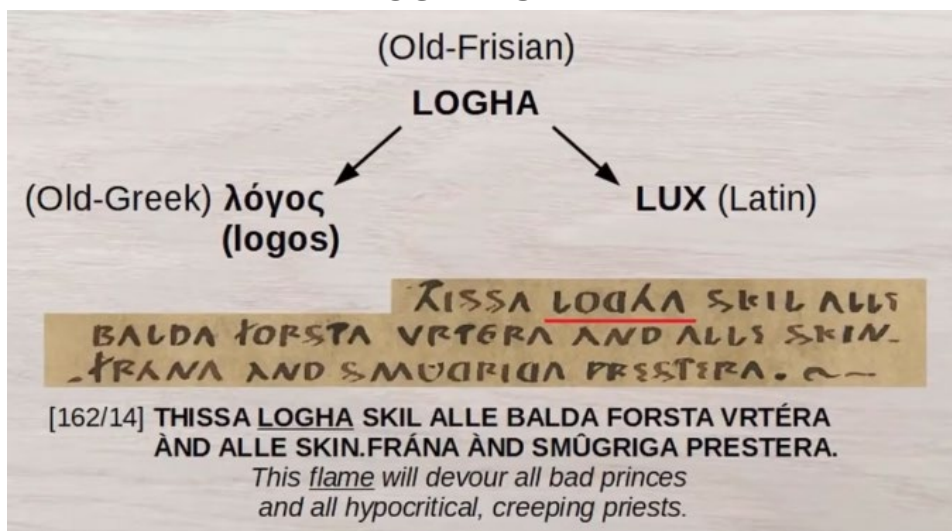 (Old-Frisian)
LOGHA
(Old-Greek) λόγος LUX (Latin)
(logos)
THISSA LOGHA SKIL ALLE
BALDA FORSTA VRTERA AND ALLE SKIN-
-FRANA AND SMUGRIGA PRESTERA.
[162/14] THISSA LOGHA SKIL ALLE BALDA FORSTA VRTÉRA
ÀND ALLE SKIN.FRÁNA ÀND SMÛGRIGA PRESTERA.
This flame will devour all bad princes
and all hypocritical, creeping priests.